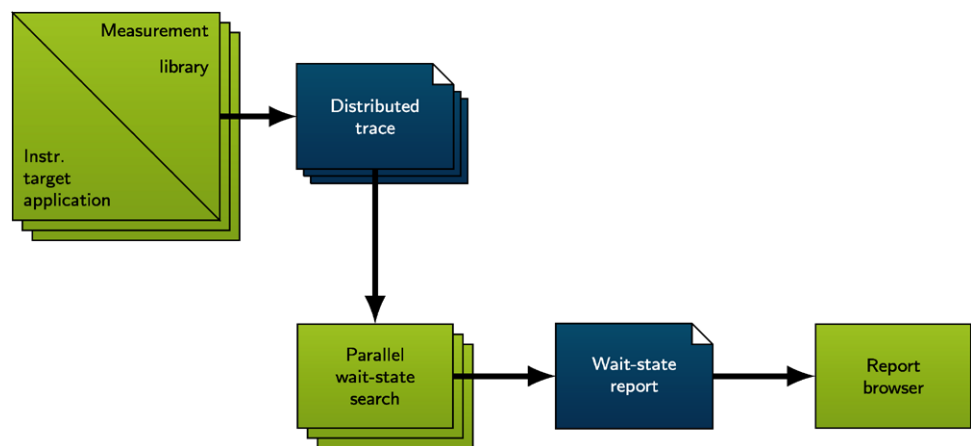 Measurement
library
Instr.
target
application
Distributed
trace
Parallel
wait-state
search
Wait-state
report
Report
browser